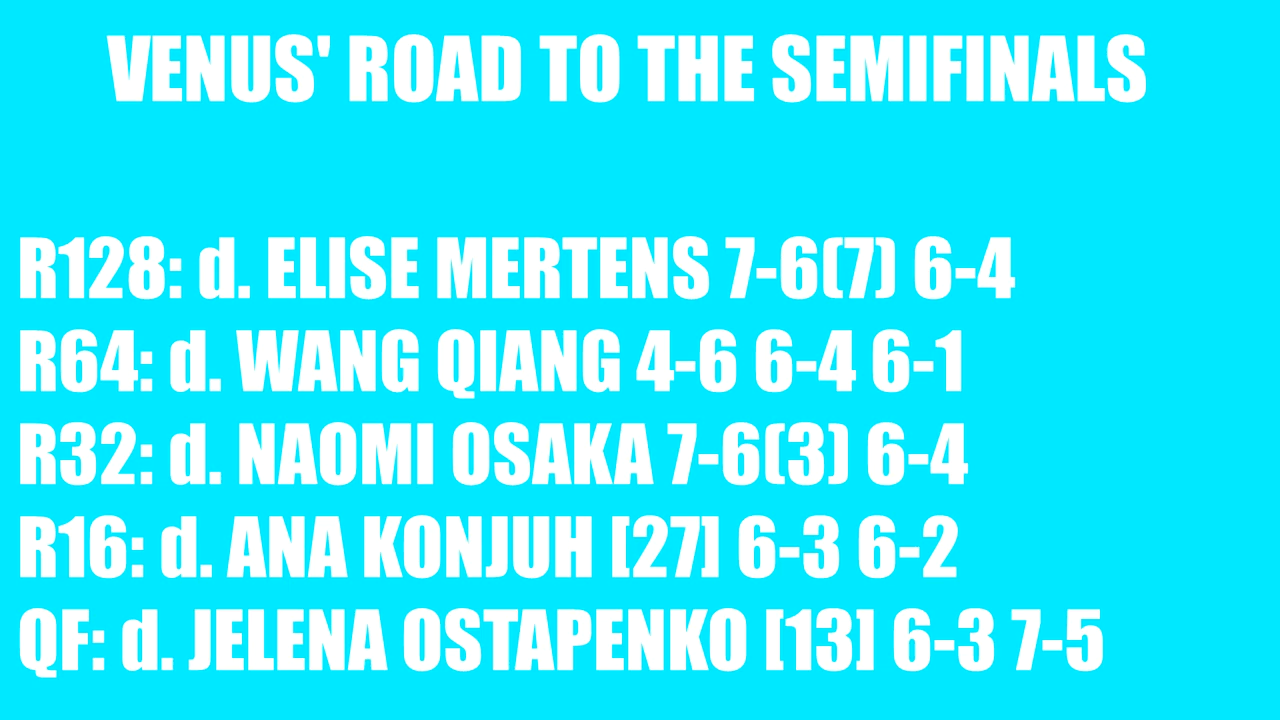 VENUS' ROAD TO THE SEMIFINALS
R128: d. ELISE MERTENS 7-6(7) 6-4
R64: d. WANG QIANG 4-6 6-4 6-1
R32: d. NAOMI OSAKA 7-6(3) 6-4
R16: d. ANA KONJUH [27] 6-3 6-2
QF: d. JELENA OSTAPENKO [13] 6-3 7-5